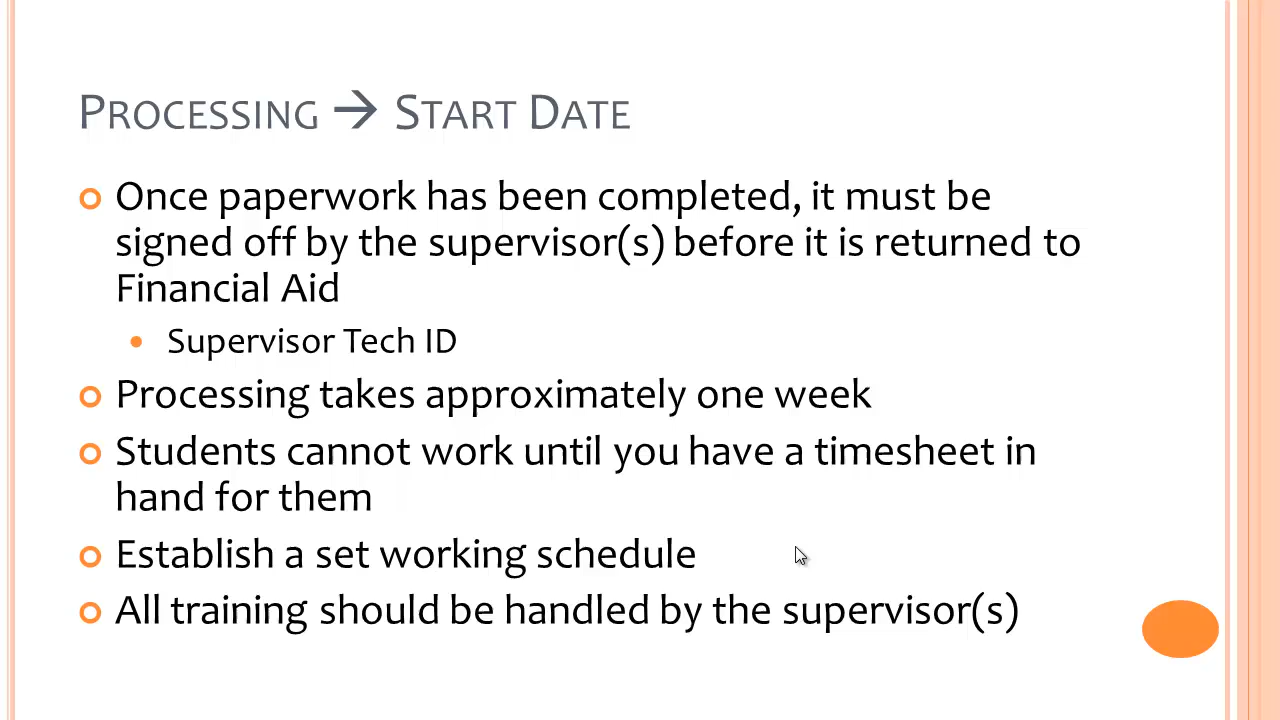 Processing → Start Date
Once paperwork has been completed, it must be
signed off by the supervisor(s) before it is returned to
Financial Aid
Supervisor Tech ID
Processing takes approximately one week
Students cannot work until you have a timesheet in
hand for them
Establish a set working schedule
All training should be handled by the supervisor(s)